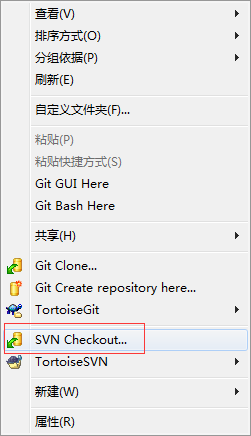 查看(V)
排序方式(O)
分组依据(P)
刷新(E)
自定义文件夹(F)...
粘贴(P)
粘贴快捷方式(S)
Git GUI Here
Git Bash Here
共享(H)
Git Clone...
Git Create repository here...
TortoiseGit
SVN Checkout...
TortoiseSVN
新建(W)
属性(R)